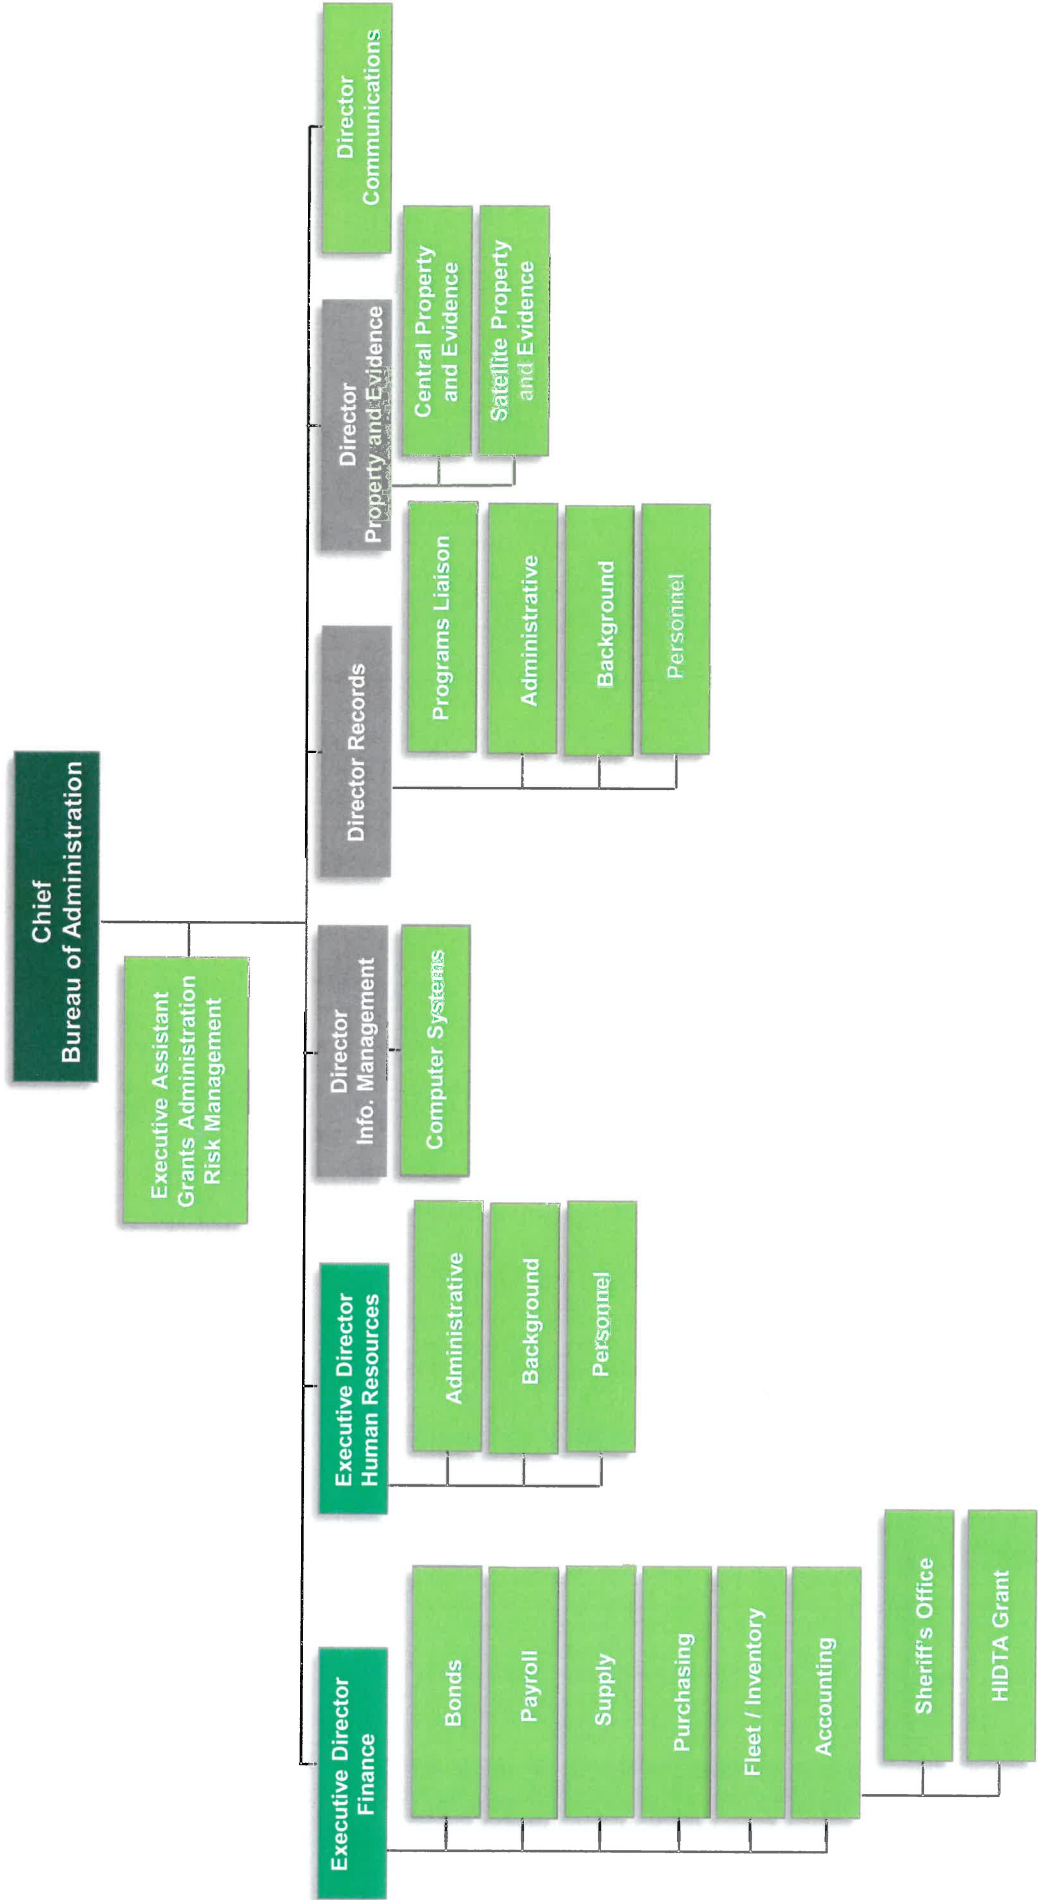 Chief
Bureau of Administration
Executive Assistant
Grants Administration
Risk Management
Executive Director
Finance
Bonds
Payroll
Supply
Purchasing
Fleet / Inventory
Accounting
Sheriff's Office
HIDTA Grant
Executive Director
Human Resources
Administrative
Background
Personnel
Director
Info. Management
Computer Systems
Director Records
Programs Liaison
Administrative
Background
Personnel
Director
Property and Evidence
Central Property
and Evidence
Satellite Property
and Evidence
Director
Communications